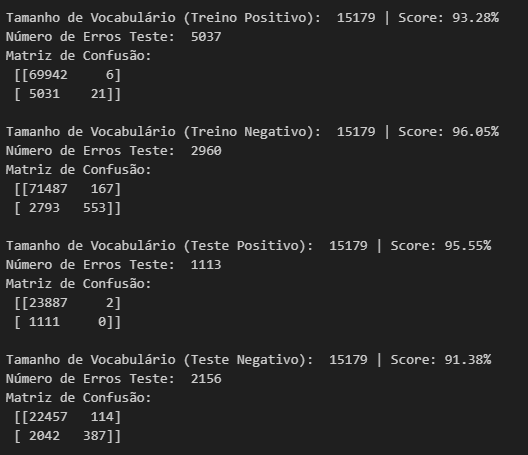 Tamanho de Vocabulário (Treino Positivo):  15179 | Score: 93.28%
Número de Erros Teste:  5037
Matriz de Confusão:
 [[69942     6]
 [ 5031    21]]
Tamanho de Vocabulário (Treino Negativo):  15179 | Score: 96.05%
Número de Erros Teste:  2960
Matriz de Confusão:
 [[71487   167]
 [ 2793   553]]
Tamanho de Vocabulário (Teste Positivo):  15179 | Score: 95.55%
Número de Erros Teste:  1113
Matriz de Confusão:
 [[23887     2]
 [ 1111     0]]
Tamanho de Vocabulário (Teste Negativo):  15179 | Score: 91.38%
Número de Erros Teste:  2156
Matriz de Confusão:
 [[22457   114]
 [ 2042   387]]